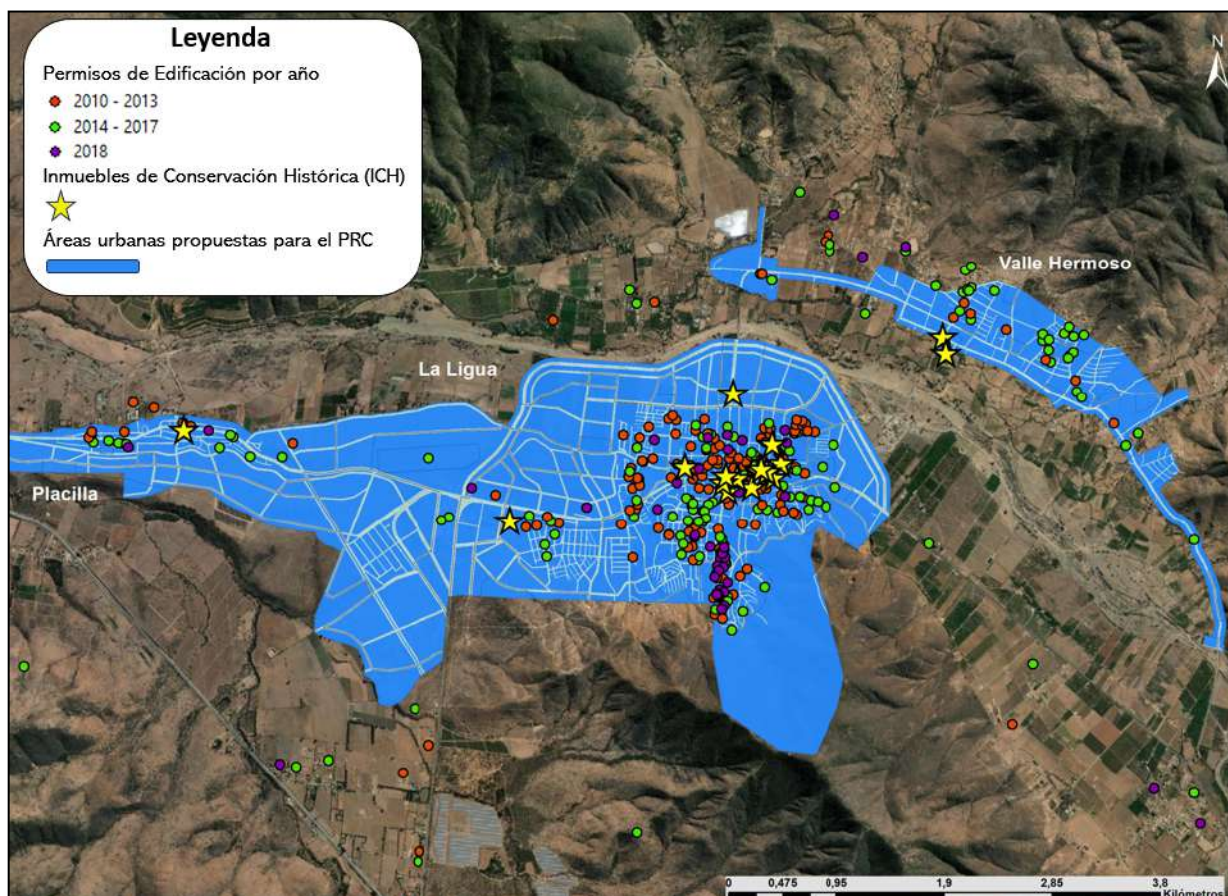 Leyenda
Permisos de Edificación por año
2010 - 2013
2014 - 2017
2018
Inmuebles de Conservación Histórica (ICH)
Áreas urbanas propuestas para el PRC
N
Valle Hermoso
La Ligua
Placilla
0 0,475 0,95 1,9 2,85 3,8
Kilómetros